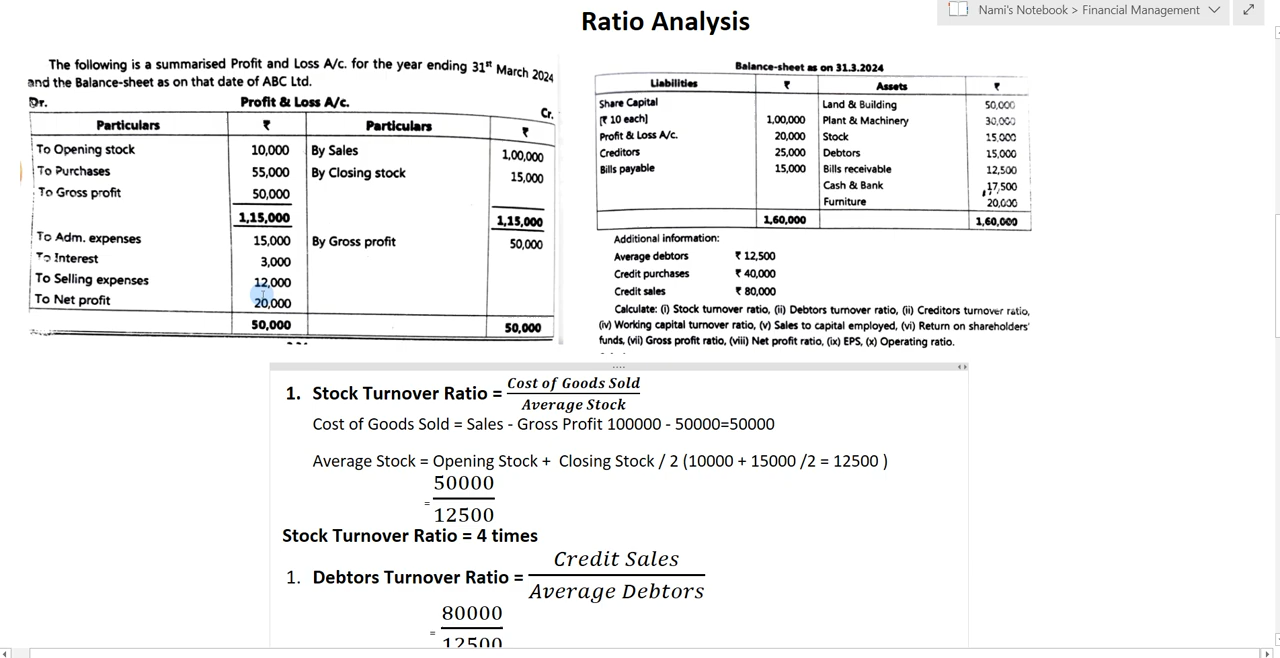 Nami's Notebook > Financial Management
Ratio Analysis
The following is a summarised Profit and Loss A/c. for the year ending 31st March 2024
and the Balance-sheet as on that date of ABC Ltd.
Dr. Profit & Loss A/c. Cr.
Particulars ₹ Particulars ₹
To Opening stock 10,000 By Sales 1,00,000
To Purchases 55,000 By Closing stock 15,000
To Gross profit 50,000
1,15,000 1,15,000
To Adm. expenses 15,000 By Gross profit 50,000
To Interest 3,000
To Selling expenses 12,000
To Net profit 20,000
50,000 50,000
Balance-sheet as on 31.3.2024
Liabilities ₹ Assets ₹
Share Capital Land & Building 50,000
[₹ 10 each] 1,00,000 Plant & Machinery 30,000
Profit & Loss A/c. 20,000 Stock 15,000
Creditors 25,000 Debtors 15,000
Bills payable 15,000 Bills receivable 12,500
Cash & Bank 17,500
Furniture 20,000
1,60,000 1,60,000
Additional information:
Average debtors ₹ 12,500
Credit purchases ₹ 40,000
Credit sales ₹ 80,000
Calculate: (i) Stock turnover ratio, (ii) Debtors turnover ratio, (ii) Creditors turnover ratio,
(iv) Working capital turnover ratio, (v) Sales to capital employed, (vi) Return on shareholders'
funds, (vii) Gross profit ratio, (viii) Net profit ratio, (ix) EPS, (x) Operating ratio.
1. Stock Turnover Ratio = Cost of Goods Sold
Average Stock
Cost of Goods Sold = Sales - Gross Profit 100000 - 50000=50000
Average Stock = Opening Stock + Closing Stock / 2 (10000 + 15000 /2 = 12500 )
= 50000
12500
Stock Turnover Ratio = 4 times
1. Debtors Turnover Ratio = Credit Sales
Average Debtors
= 80000
12500